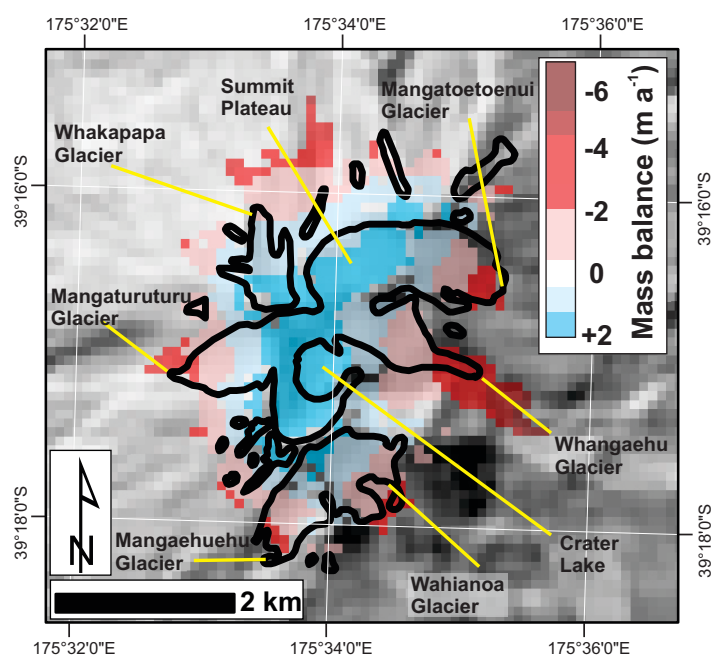 175°32'0"E
175°34'0"E
175°36'0"E
Summit
Plateau
Mangatoetoenui
Glacier
Whakapapa
Glacier
-6
-4
-2
0
+2
Mass balance (m a⁻¹)
39°16'0"S
39°16'0"S
Mangaturuturu
Glacier
Whangaehu
Glacier
39°18'0"S
39°18'0"S
N
Mangaehuehu
Glacier
Crater
Lake
Wahianoa
Glacier
2 km
175°32'0"E
175°34'0"E
175°36'0"E